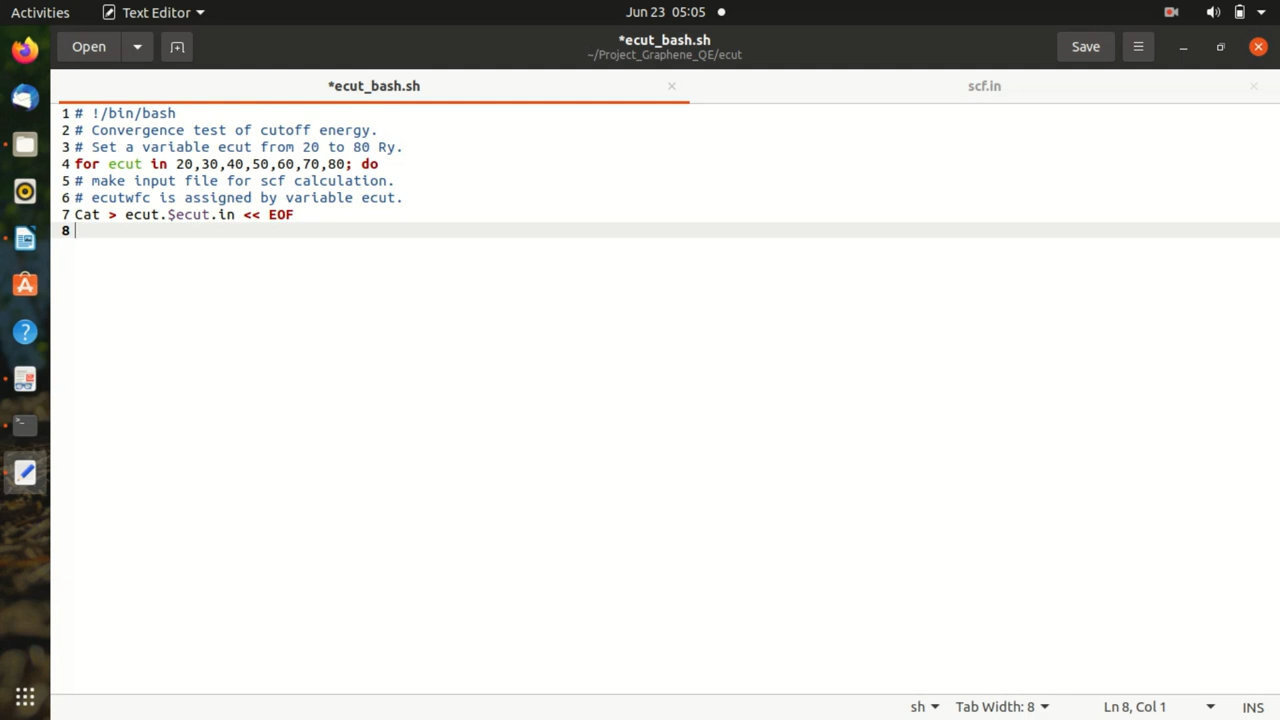 Activities Text Editor Jun 23 05:05
Open *ecut_bash.sh Save
~/Project_Graphene_QE/ecut
*ecut_bash.sh scf.in
1 # !/bin/bash
2 # Convergence test of cutoff energy.
3 # Set a variable ecut from 20 to 80 Ry.
4 for ecut in 20,30,40,50,60,70,80; do
5 # make input file for scf calculation.
6 # ecutwfc is assigned by variable ecut.
7 Cat > ecut.$ecut.in << EOF
8
sh Tab Width: 8 Ln 8, Col 1 INS